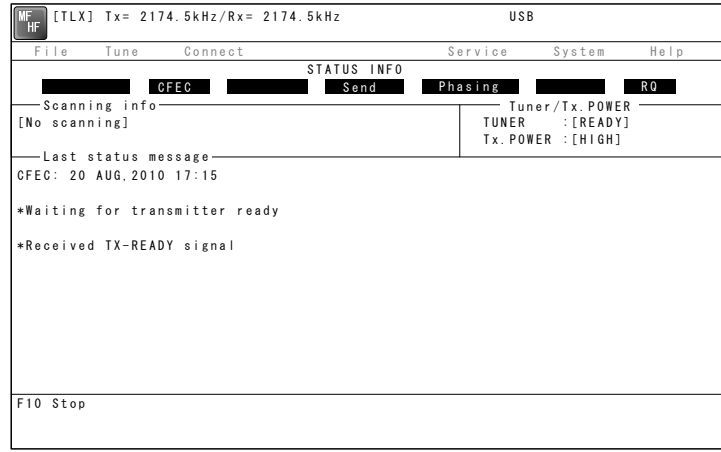 MF HF [TLX] Tx= 2174.5kHz/Rx= 2174.5kHz USB
File Tune Connect Service System Help
STATUS INFO
CFEC Send Phasing RQ
Scanning info Tuner/Tx.POWER
[No scanning] TUNER :[READY]
Tx.POWER :[HIGH]
Last status message
CFEC: 20 AUG,2010 17:15
*Waiting for transmitter ready
*Received TX-READY signal
F10 Stop